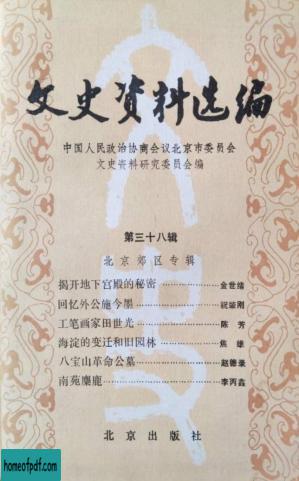 文史资料选编
中国人民政治协商会议北京市委员会
文史资料研究委员会编
第三十八辑
北京郊区专辑
揭开地下宫殿的秘密 金世绪
回忆外公施今墨 祝肇刚
工笔画家田世光 陈芳
海淀的变迁和旧园林 焦雄
八宝山革命公墓 赵德录
南苑麋鹿 李丙鑫
北京出版社
homeofpdf.com
homeofpdf.com